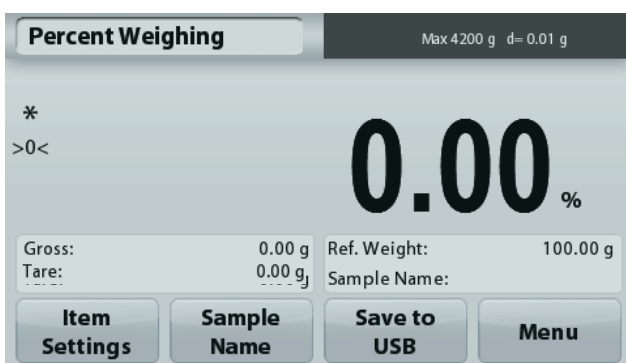 Percent Weighing
Max 4200 g d= 0.01 g
*
>0<
0.00 %
Gross: 0.00 g
Tare: 0.00 g
Ref. Weight: 100.00 g
Sample Name:
Item Settings
Sample Name
Save to USB
Menu